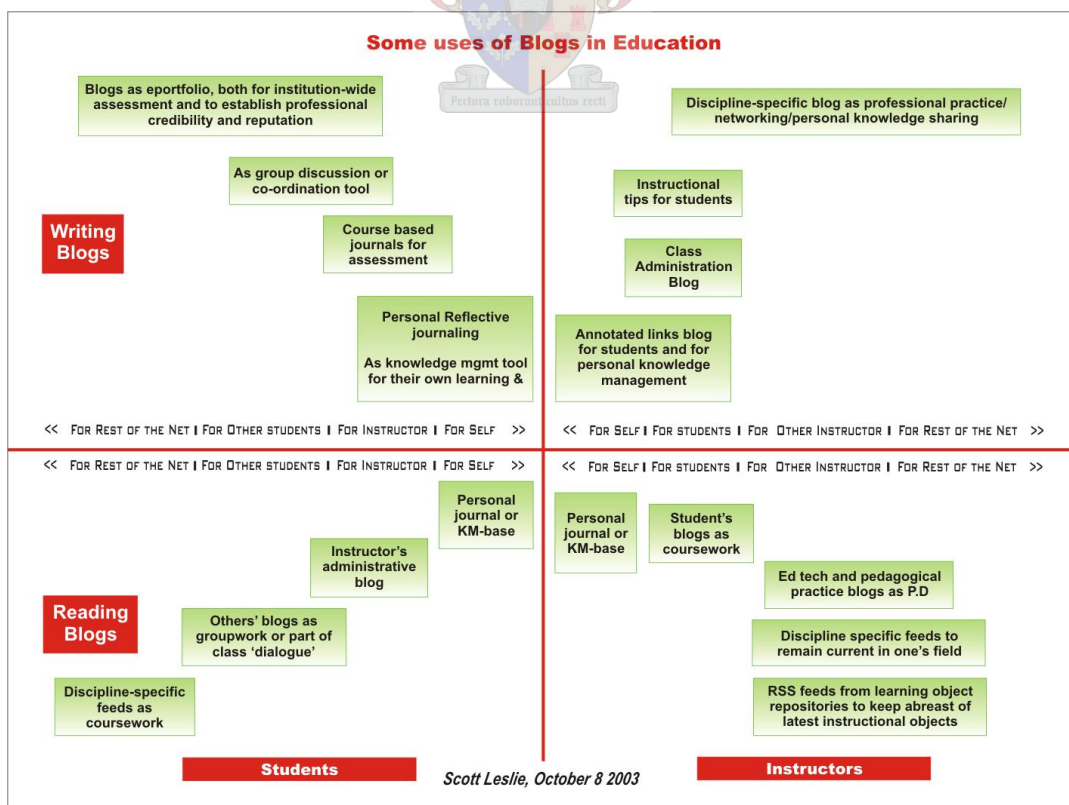 Some uses of Blogs in Education
Pectora roborant cultus recti
Blogs as eportfolio, both for institution-wide
assessment and to establish professional
credibility and reputation
As group discussion or
co-ordination tool
Writing
Blogs
Course based
journals for
assessment
Personal Reflective
journaling
As knowledge mgmt tool
for their own learning &
<< For Rest of the Net | For Other students | For Instructor | For Self >>
Discipline-specific blog as professional practice/
networking/personal knowledge sharing
Instructional
tips for students
Class
Administration
Blog
Annotated links blog
for students and for
personal knowledge
management
<< For Self | For students | For Other Instructor | For Rest of the Net >>
<< For Rest of the Net | For Other students | For Instructor | For Self >>
Personal
journal or
KM-base
Instructor's
administrative
blog
Reading
Blogs
Others' blogs as
groupwork or part of
class 'dialogue'
Discipline-specific
feeds as
coursework
Students
<< For Self | For students | For Other Instructor | For Rest of the Net >>
Personal
journal or
KM-base
Student's
blogs as
coursework
Ed tech and pedagogical
practice blogs as P.D
Discipline specific feeds to
remain current in one's field
RSS feeds from learning object
repositories to keep abreast of
latest instructional objects
Instructors
Scott Leslie, October 8 2003